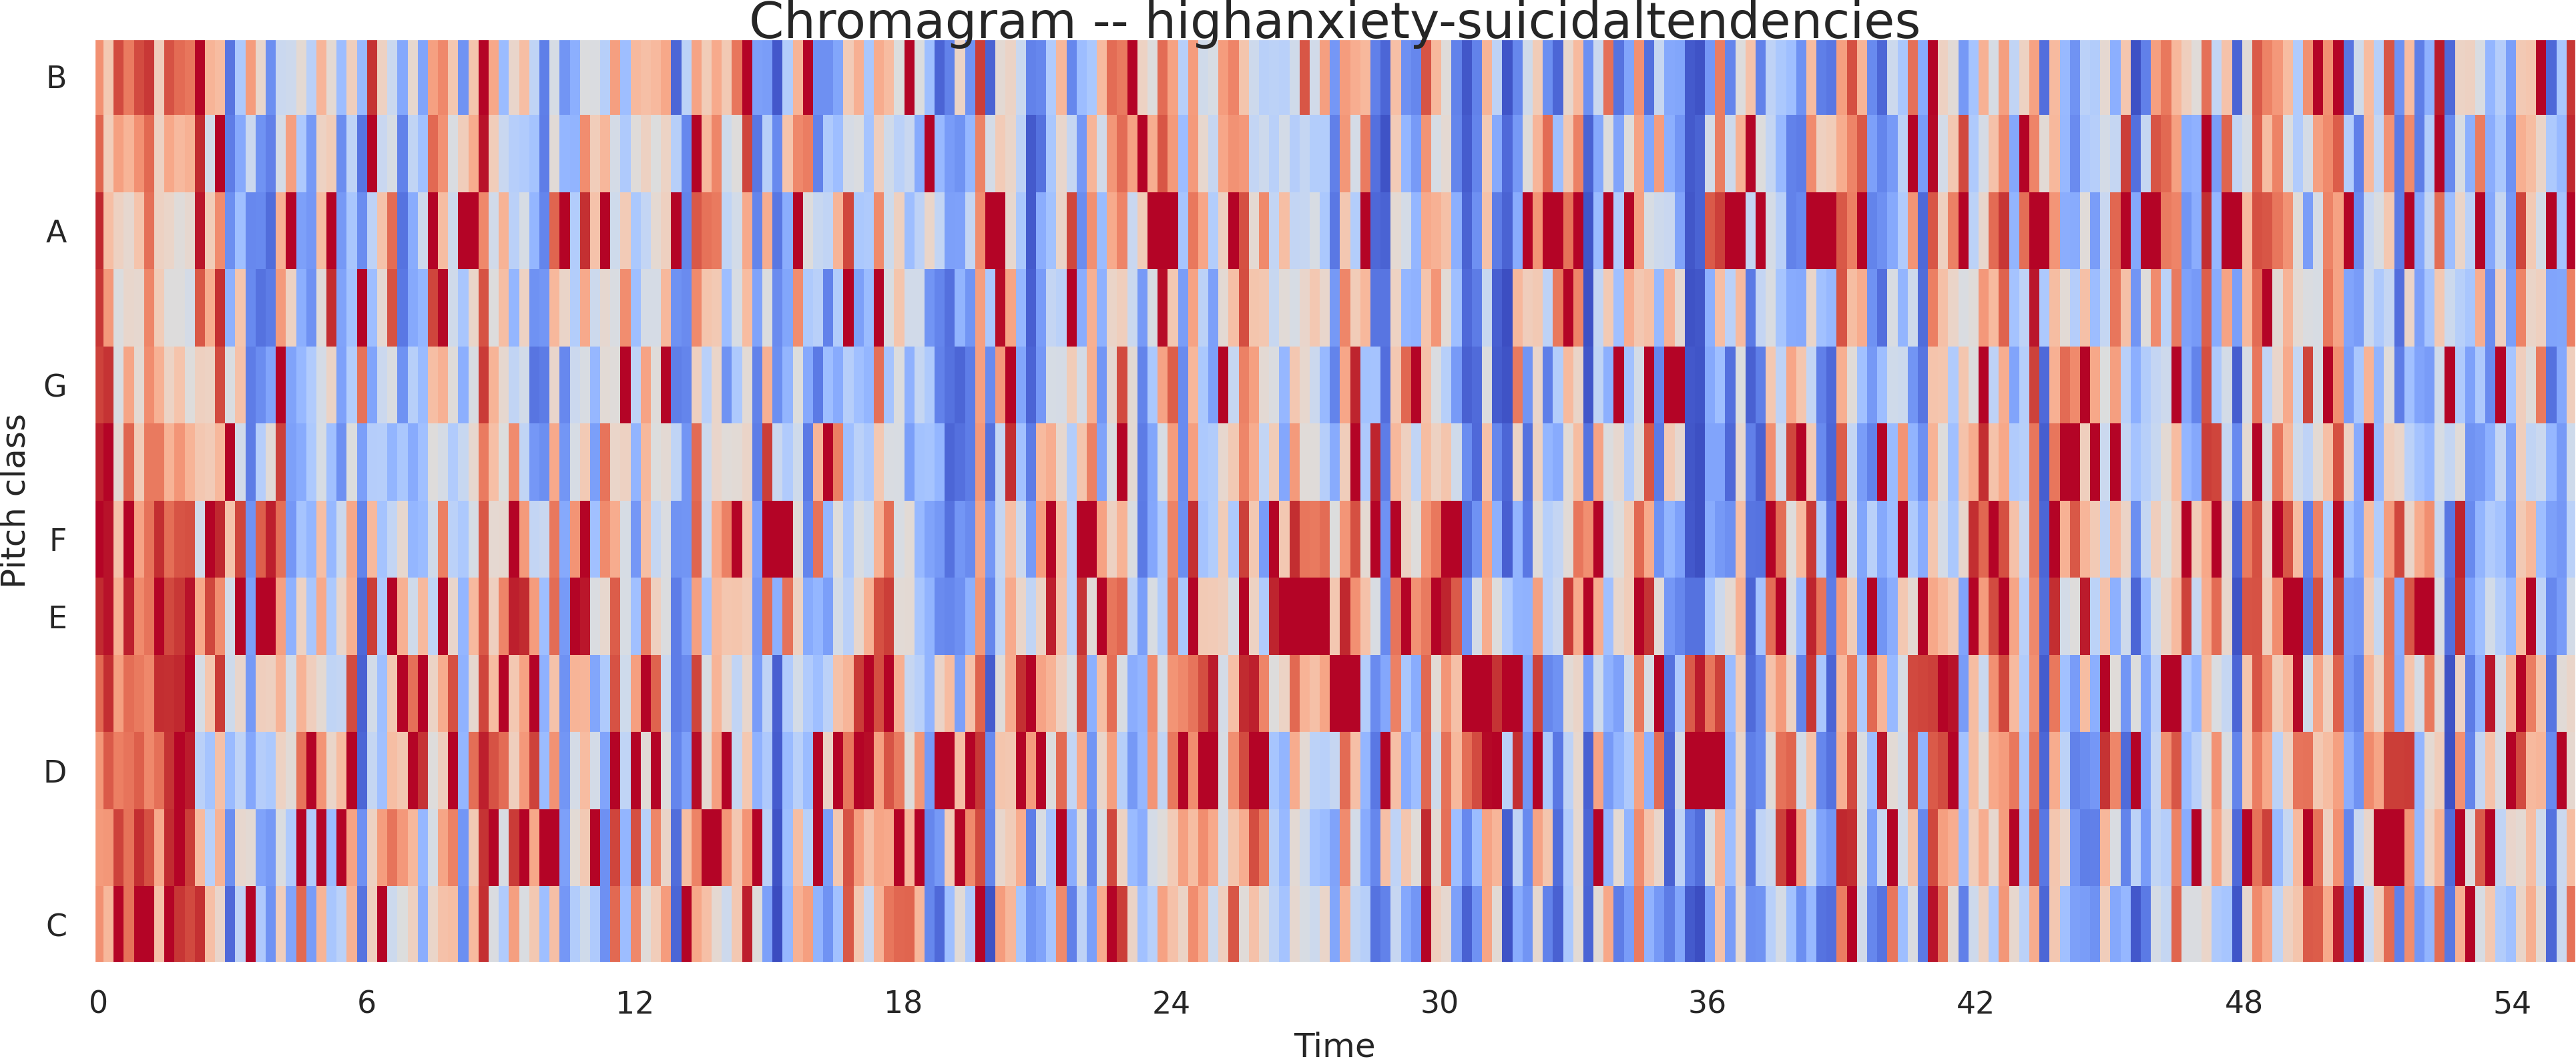 Chromagram -- highanxiety-suicidaltendencies
Pitch class
B
A
G
F
E
D
C
0 6 12 18 24 30 36 42 48 54
Time